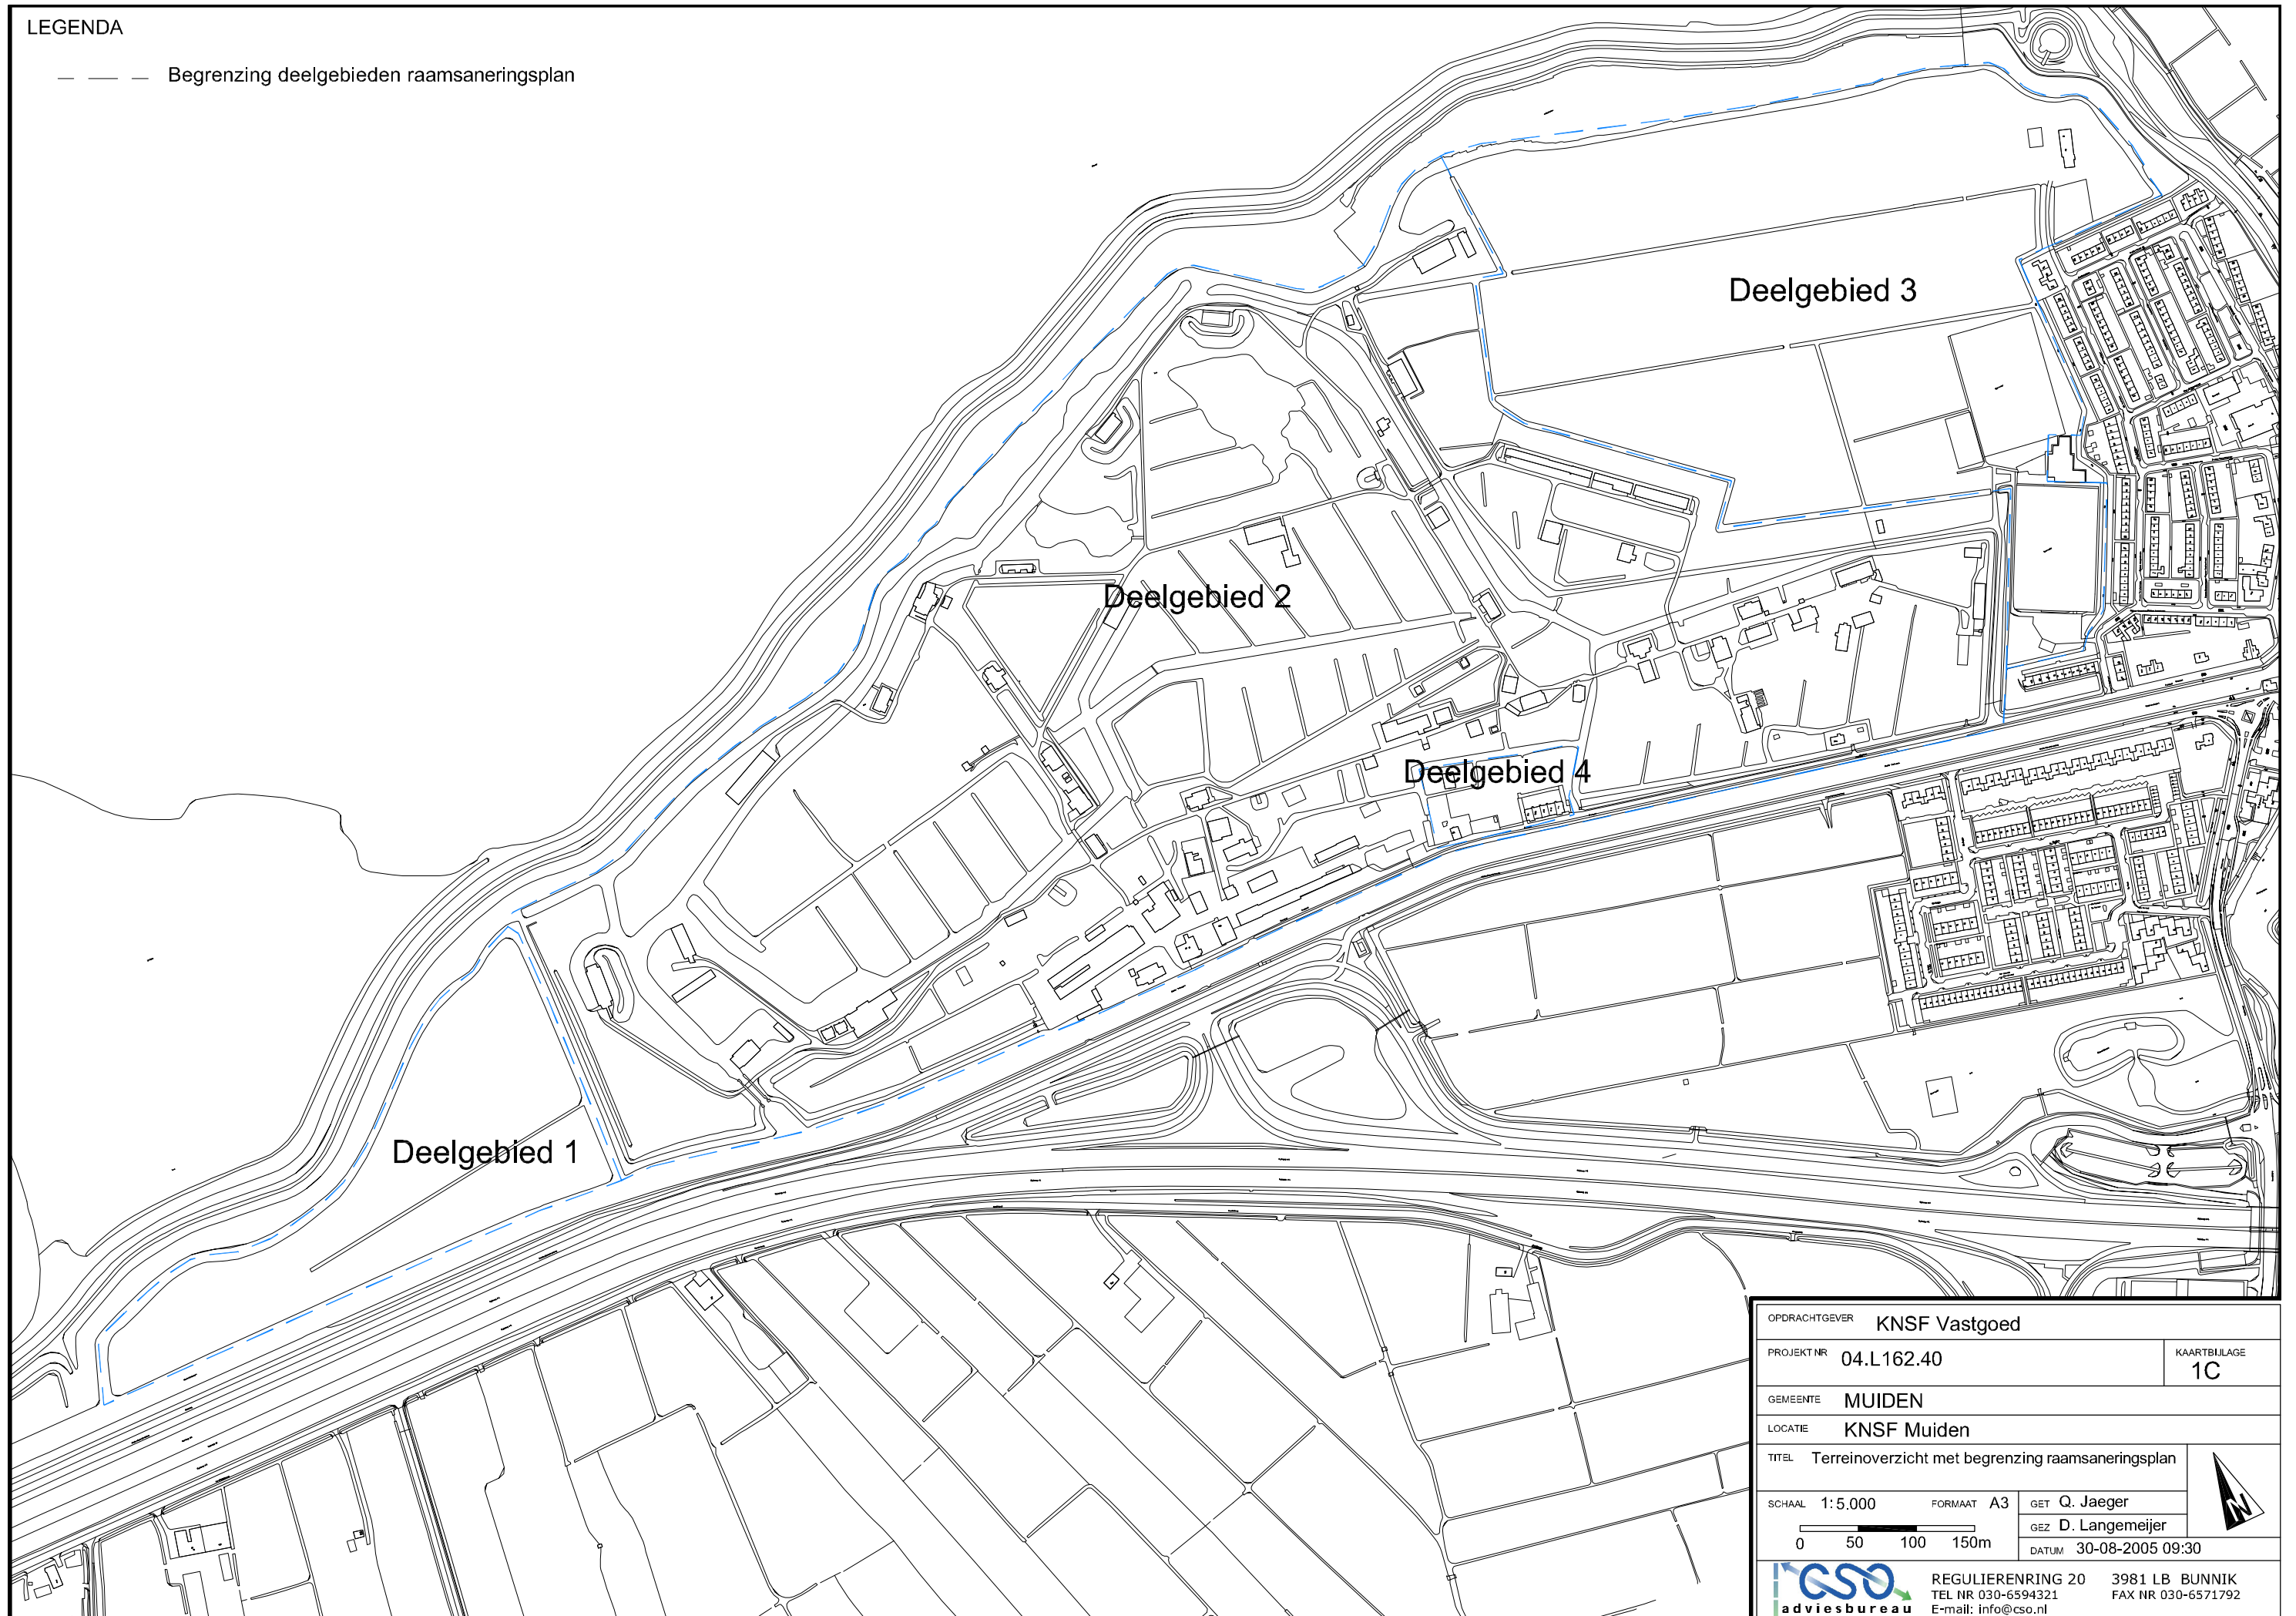 LEGENDA
Begrenzing deelgebieden raamsaneringsplan
Deelgebied 3
Deelgebied 2
Deelgebied 4
Deelgebied 1
OPDRACHTGEVER KNSF Vastgoed
PROJEKT NR 04.L162.40
KAARTBIJLAGE
1C
GEMEENTE MUIDEN
LOCATIE KNSF Muiden
TITEL Terreinoverzicht met begrenzing raamsaneringsplan
SCHAAL 1:5.000 FORMAAT A3
GET Q. Jaeger
GEZ D. Langemeijer
0 50 100 150m
DATUM 30-08-2005 09:30
N
CSO
adviesbureau
REGULIERENRING 20 3981 LB BUNNIK
TEL NR 030-6594321 FAX NR 030-6571792
E-mail: info@cso.nl